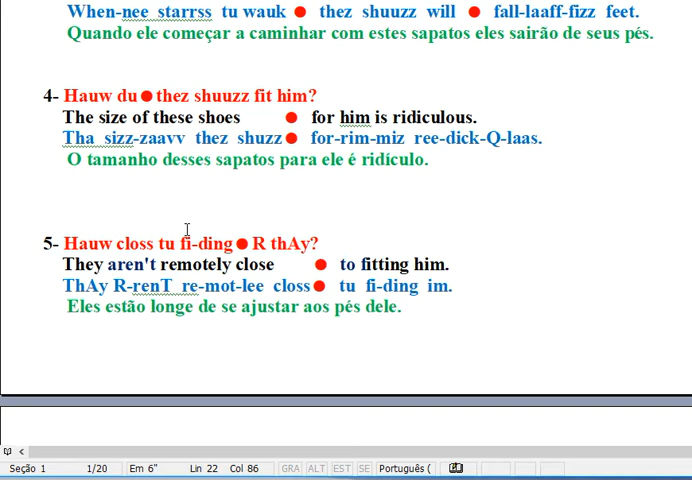 When-nee starrss tu wauk ● thez shuuzz will ● fall-laaff-fizz feet.
Quando ele começar a caminhar com estes sapatos eles sairão de seus pés.
4- Hauw du ● thez shuuzz fit him?
The size of these shoes ● for him is ridiculous.
Tha sizz-zaavv thez shuzz ● for-rim-miz ree-dick-Q-laas.
O tamanho desses sapatos para ele é ridículo.
5- Hauw closs tu fi-ding ● R thAy?
They aren't remotely close ● to fitting him.
ThAy R-renT re-mot-lee closs ● tu fi-ding im.
Eles estão longe de se ajustar aos pés dele.
Seção 1 1/20 Em 6" Lin 22 Col 86 GRA ALT EST SE Português (